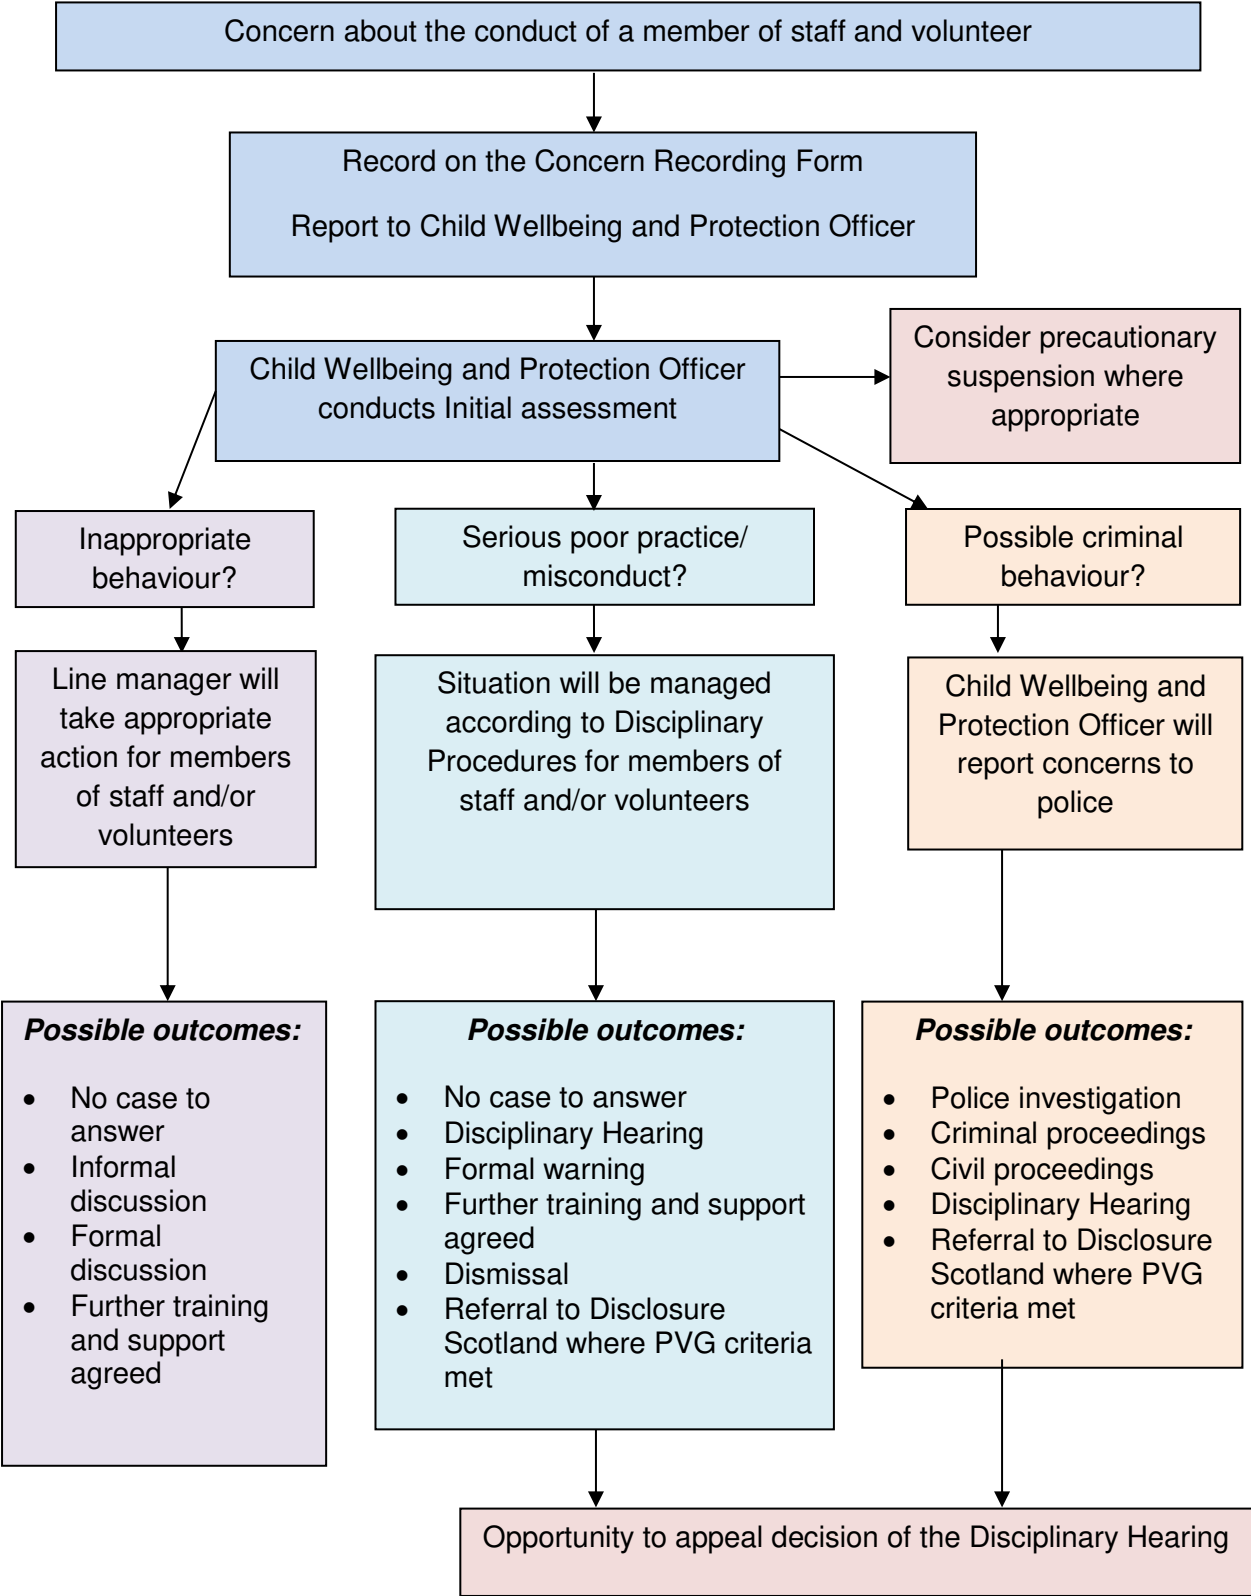 Concern about the conduct of a member of staff and volunteer
Record on the Concern Recording Form
Report to Child Wellbeing and Protection Officer
Child Wellbeing and Protection Officer
conducts Initial assessment
Consider precautionary
suspension where
appropriate
Inappropriate
behaviour?
Serious poor practice/
misconduct?
Possible criminal
behaviour?
Line manager will
take appropriate
action for members
of staff and/or
volunteers
Situation will be managed
according to Disciplinary
Procedures for members of
staff and/or volunteers
Child Wellbeing and
Protection Officer will
report concerns to
police
Possible outcomes:
• No case to
answer
• Informal
discussion
• Formal
discussion
• Further training
and support
agreed
Possible outcomes:
• No case to answer
• Disciplinary Hearing
• Formal warning
• Further training and support
agreed
• Dismissal
• Referral to Disclosure
Scotland where PVG criteria
met
Possible outcomes:
• Police investigation
• Criminal proceedings
• Civil proceedings
• Disciplinary Hearing
• Referral to Disclosure
Scotland where PVG
criteria met
Opportunity to appeal decision of the Disciplinary Hearing